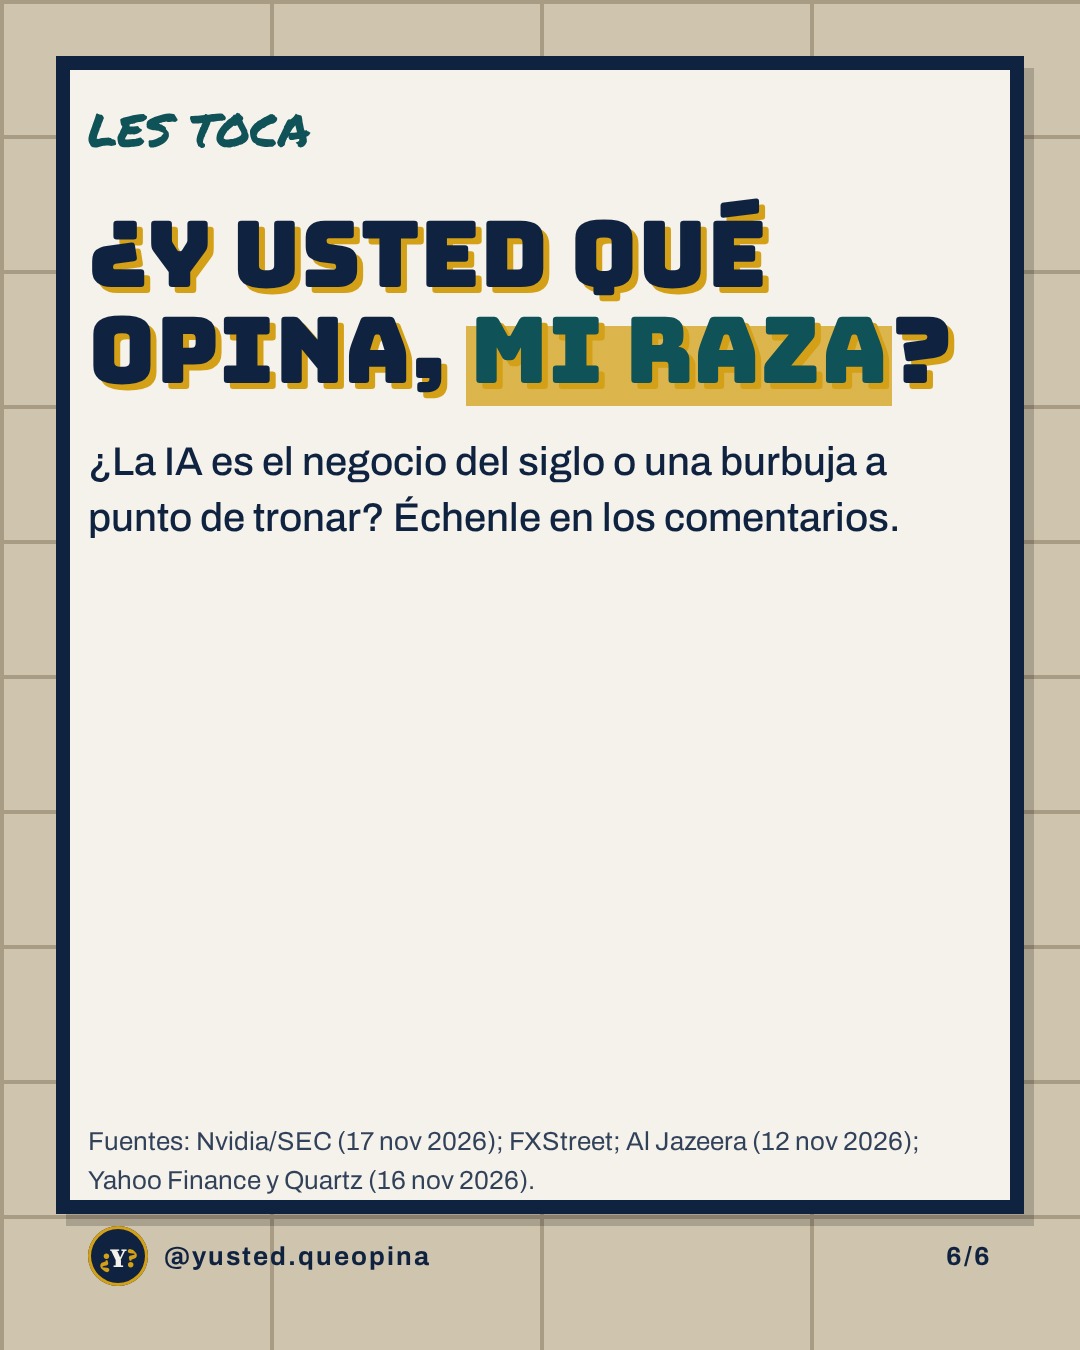 LES TOCA
¿Y USTED QUÉ
OPINA, MI RAZA?
¿La IA es el negocio del siglo o una burbuja a
punto de tronar? Échenle en los comentarios.
Fuentes: Nvidia/SEC (17 nov 2026); FXStreet; Al Jazeera (12 nov 2026);
Yahoo Finance y Quartz (16 nov 2026).
¿Y?
@yusted.queopina
6/6